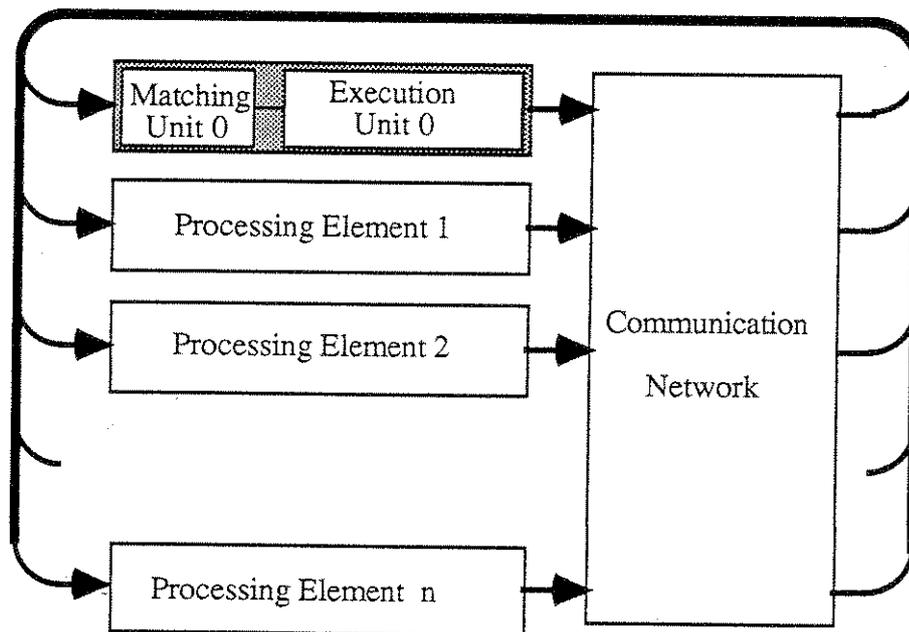 Matching
Unit 0
Execution
Unit 0
Processing Element 1
Processing Element 2
Communication
Network
Processing Element n